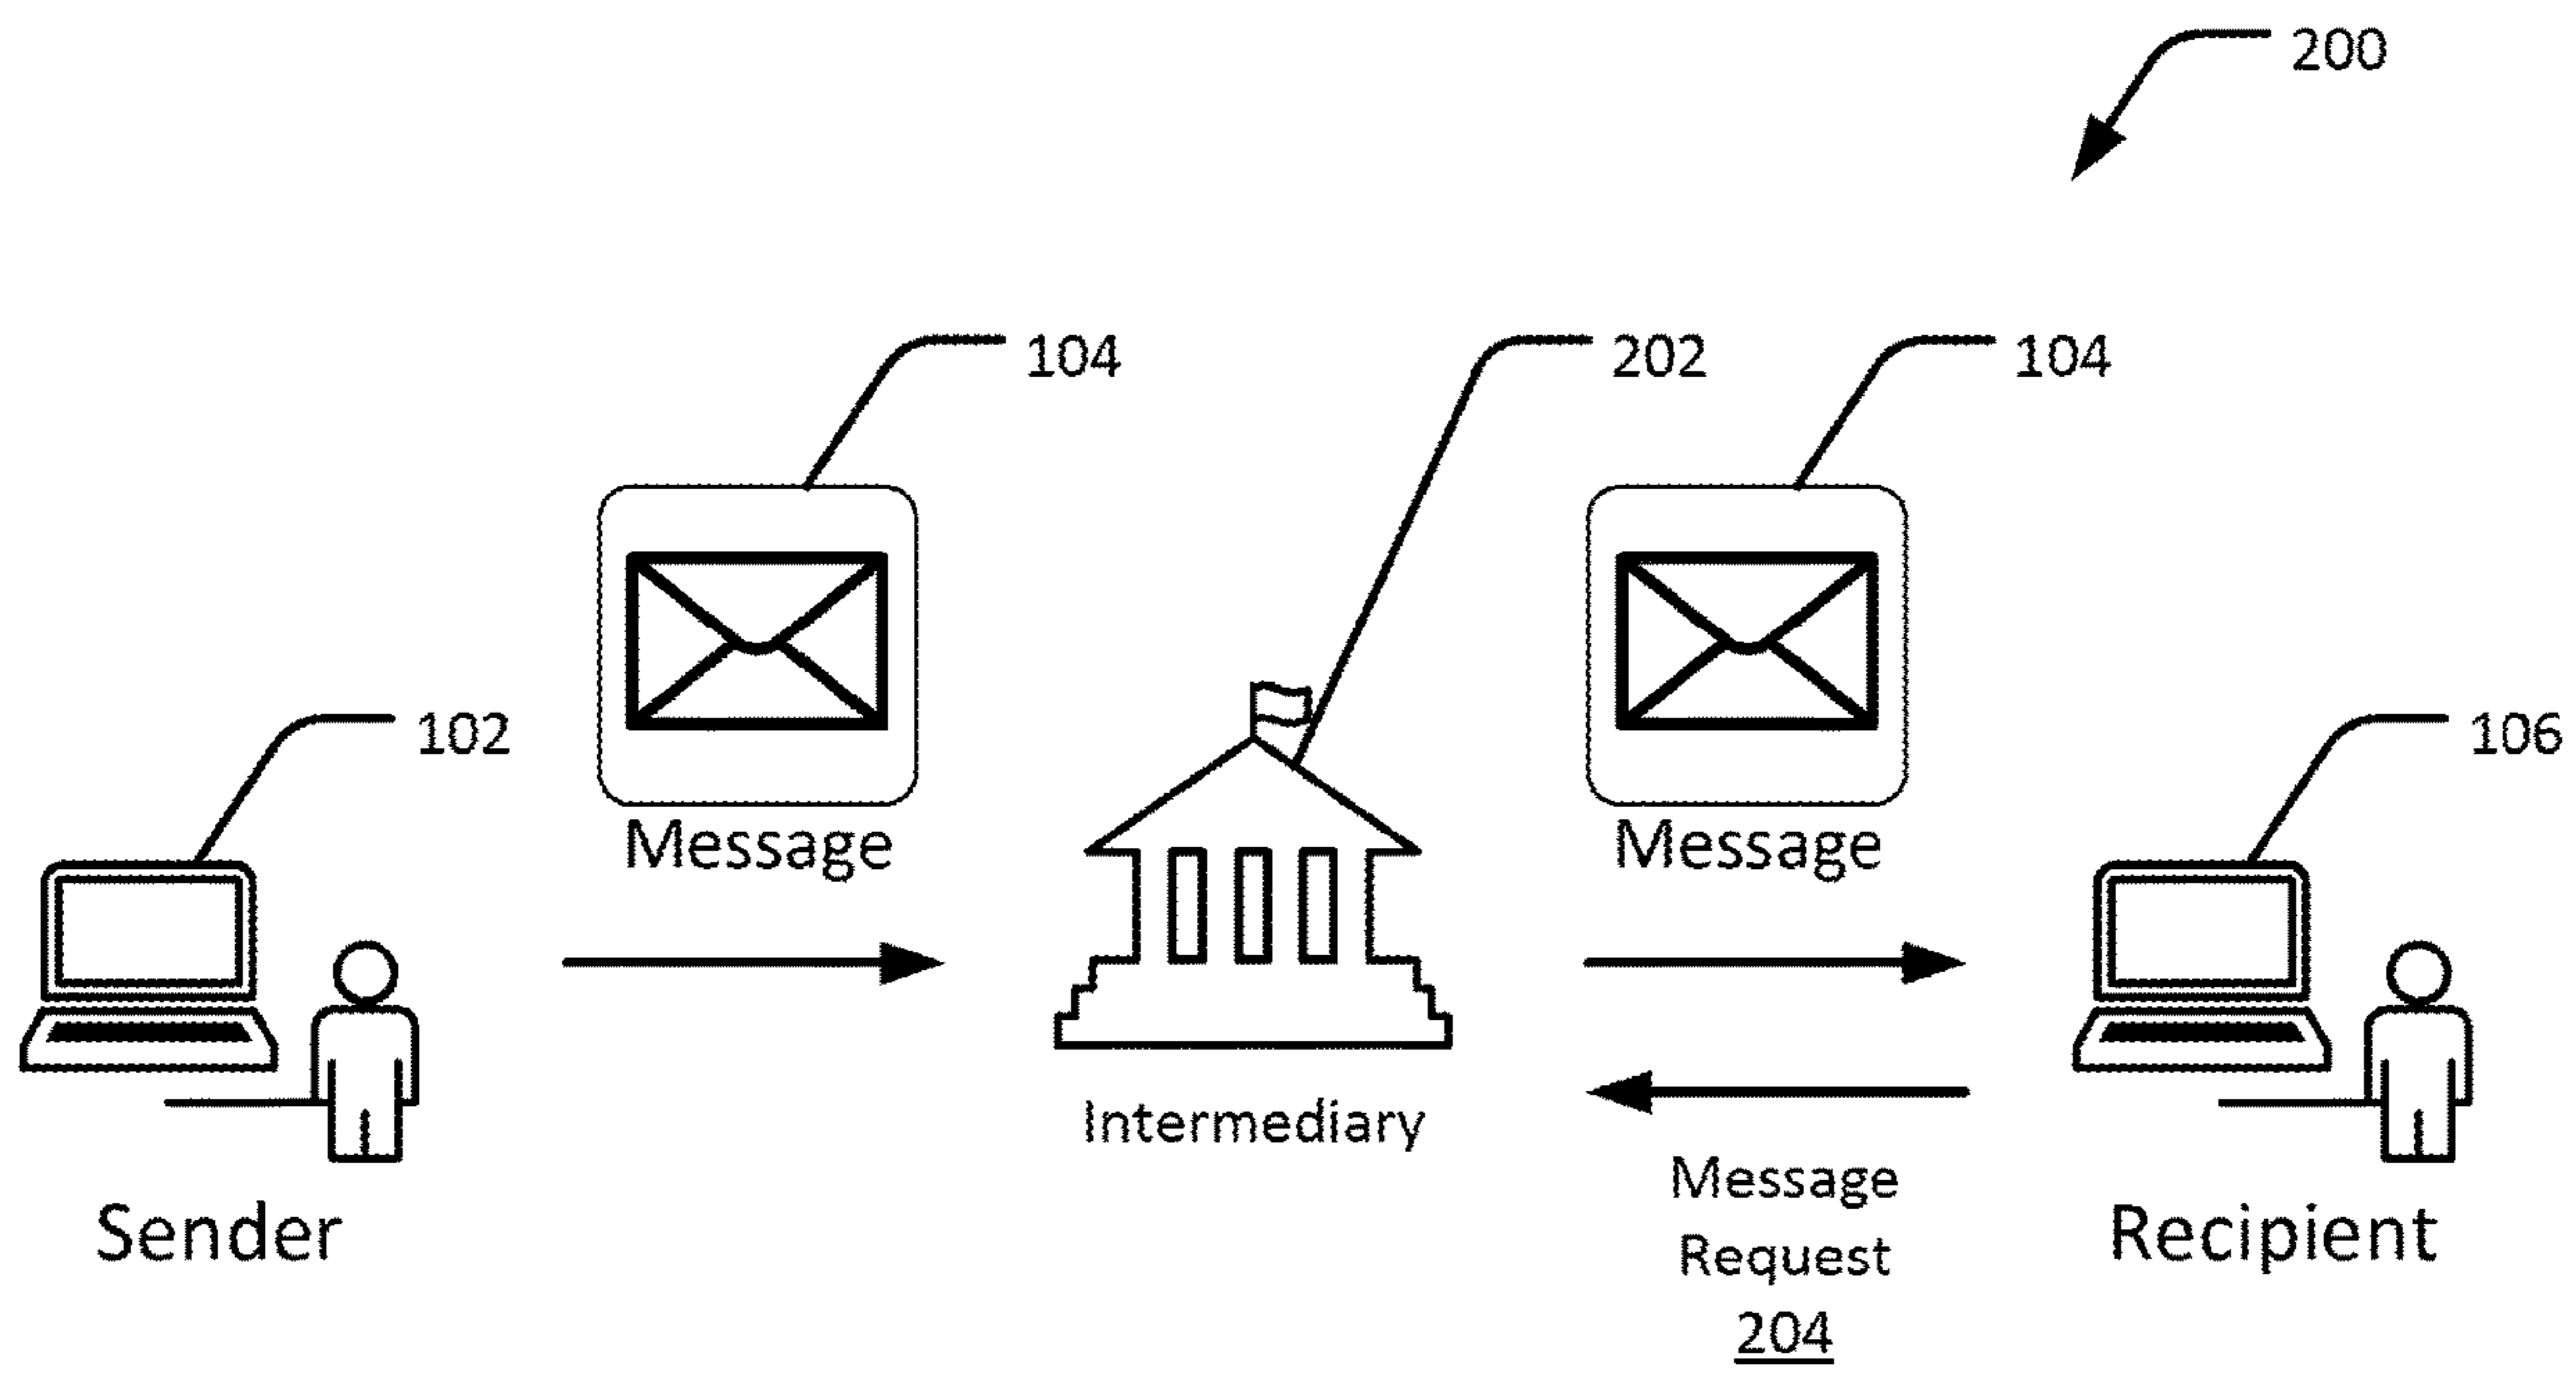 200
104
202
104
102
106
Message
Message
Intermediary
Message
Request
204
Sender
Recipient